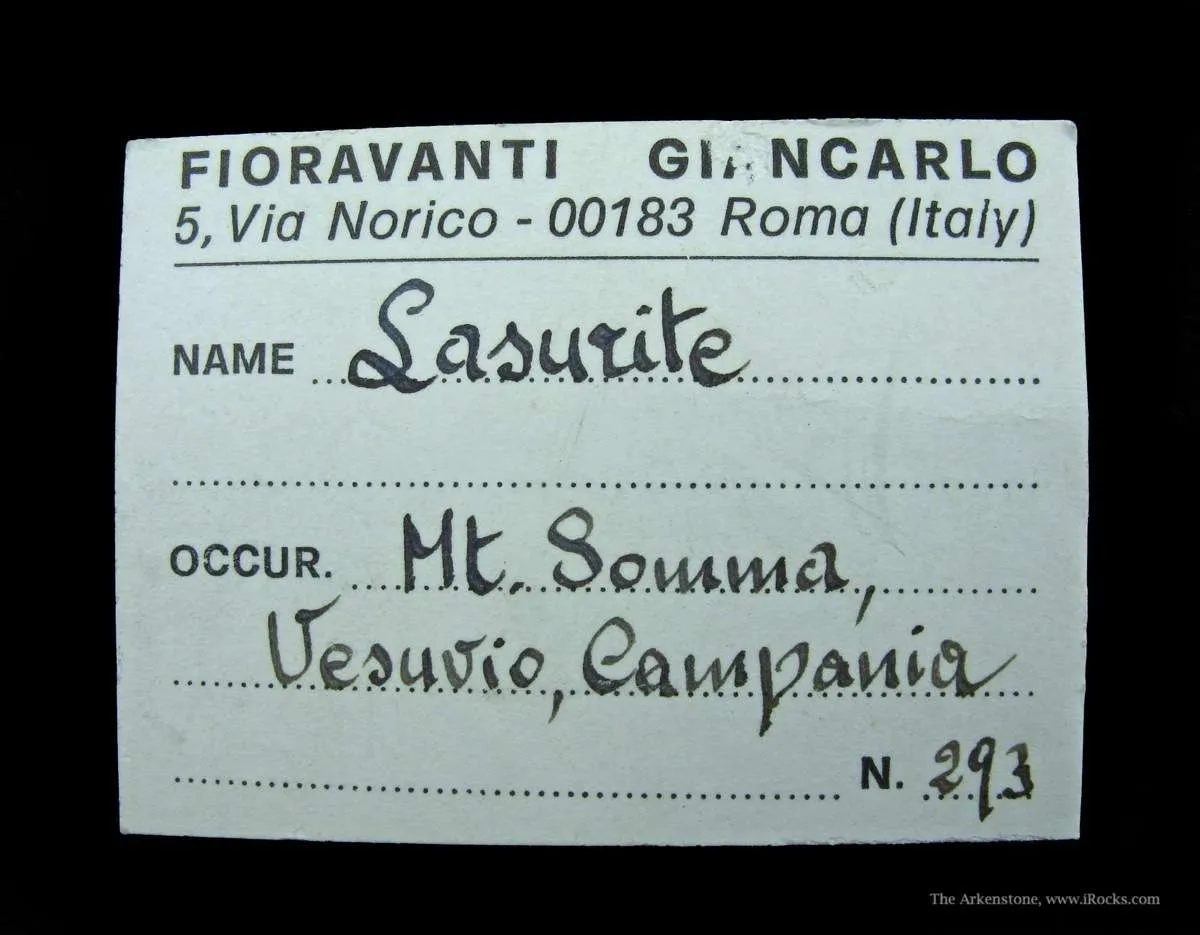 FIORAVANTI GIANCARLO
5, Via Norico - 00183 Roma (Italy)
NAME Lasurite
OCCUR. Mt. Somma,
Vesuvio, Campania
N. 293
The Arkenstone, www.iRocks.com